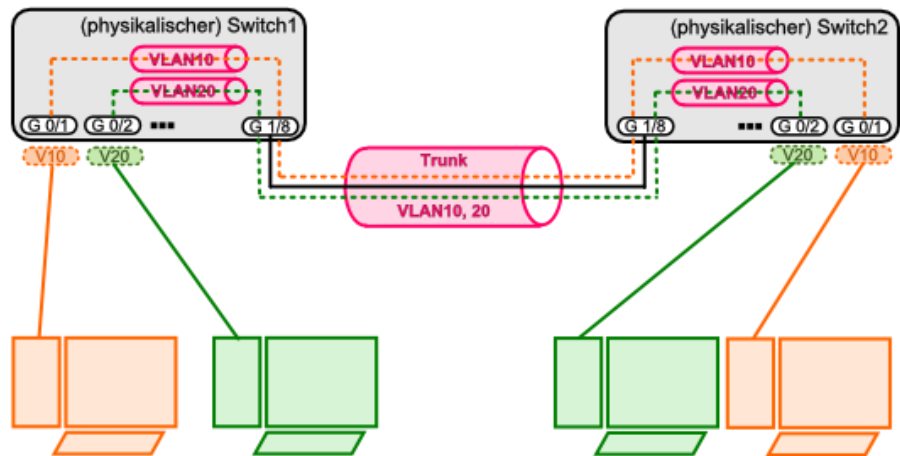 (physikalischer) Switch1
VLAN10
VLAN20
G 0/1 G 0/2 ... G 1/8
V10 V20
(physikalischer) Switch2
VLAN10
VLAN20
G 1/8 ... G 0/2 G 0/1
V20 V10
Trunk
VLAN10, 20